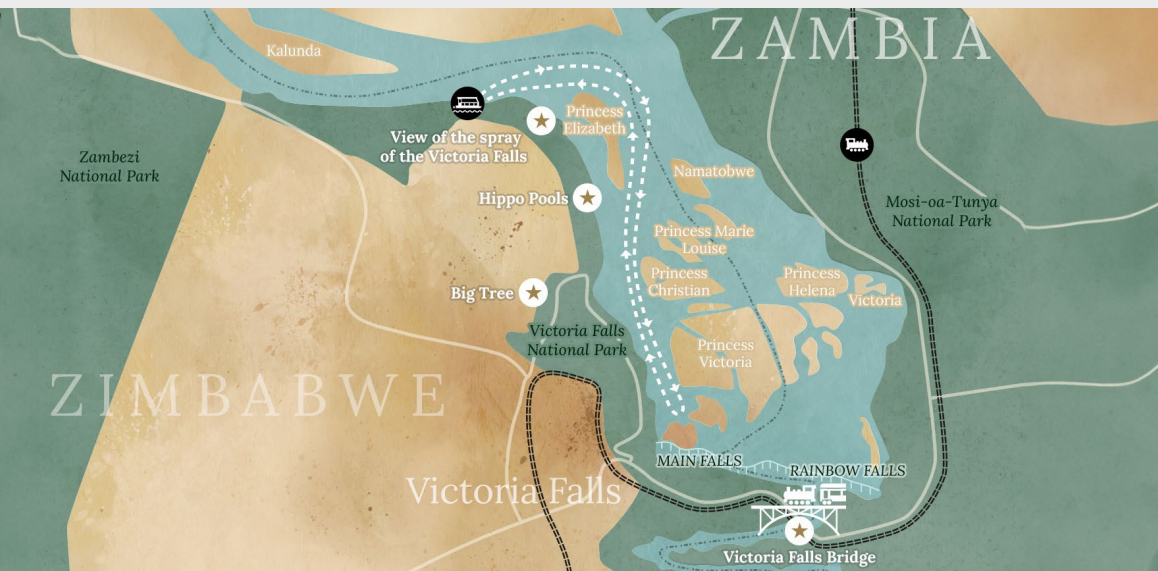 ZAMBIA
Kalunda
Princess
Elizabeth
View of the spray
of the Victoria Falls
Zambezi
National Park
Namatobwe
Hippo Pools
Mosi-oa-Tunya
National Park
Princess Marie
Louise
Princess
Christian
Princess
Helena
Victoria
Big Tree
Victoria Falls
National Park
Princess
Victoria
ZIMBABWE
MAIN FALLS
RAINBOW FALLS
Victoria Falls
Victoria Falls Bridge